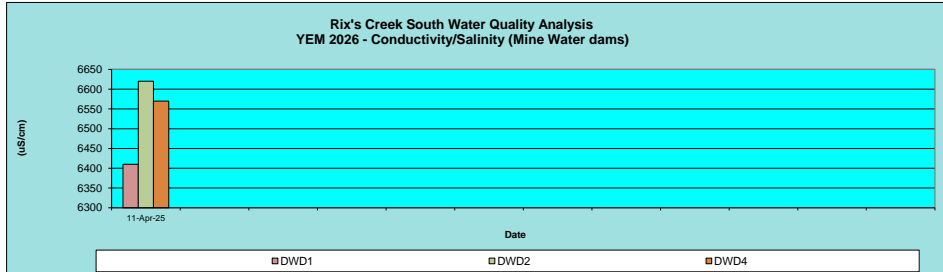 Rix's Creek South Water Quality Analysis
YEM 2026 - Conductivity/Salinity (Mine Water dams)
(uS/cm)
6650
6600
6550
6500
6450
6400
6350
6300
11-Apr-25
Date
DWD1 DWD2 DWD4